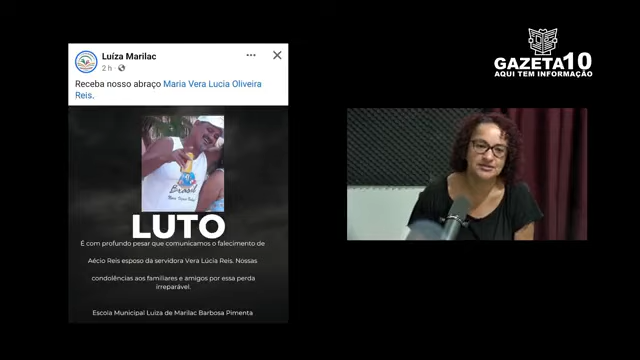 Luíza Marilac
2 h ·
Receba nosso abraço Maria Vera Lucia Oliveira
Reis.
Brasil
LUTO
É com profundo pesar que comunicamos o falecimento de
Aécio Reis esposo da servidora Vera Lúcia Reis. Nossas
condolências aos familiares e amigos por essa perda
irreparável.
Escola Municipal Luiza de Marilac Barbosa Pimenta
GAZETA10
AQUI TEM INFORMAÇÃO